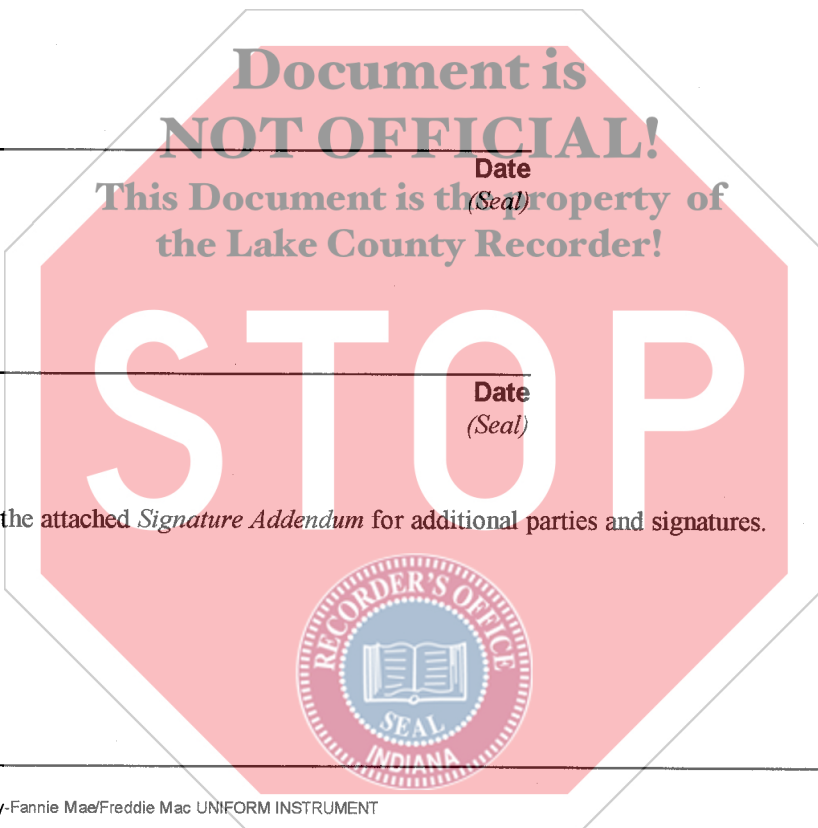 Document is
NOT OFFICIAL!
Date
This Document is the property of
(Seal)
the Lake County Recorder!
STOP
Date
(Seal)
the attached Signature Addendum for additional parties and signatures.
RECORDER'S OFFICE
SEAL
INDIANA
-Fannie Mae/Freddie Mac UNIFORM INSTRUMENT